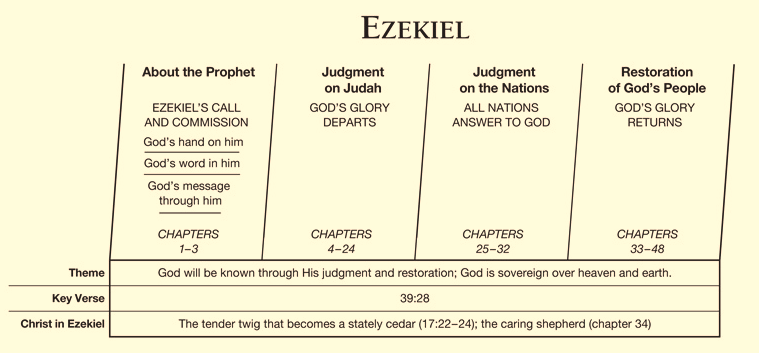 EZEKIEL
About the Prophet
EZEKIEL'S CALL
AND COMMISSION
God's hand on him
God's word in him
God's message
through him
CHAPTERS
1–3
Judgment
on Judah
GOD'S GLORY
DEPARTS
CHAPTERS
4–24
Judgment
on the Nations
ALL NATIONS
ANSWER TO GOD
CHAPTERS
25–32
Restoration
of God's People
GOD'S GLORY
RETURNS
CHAPTERS
33–48
Theme God will be known through His judgment and restoration; God is sovereign over heaven and earth.
Key Verse 39:28
Christ in Ezekiel The tender twig that becomes a stately cedar (17:22–24); the caring shepherd (chapter 34)